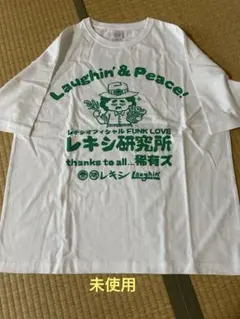 Laughin' & Peace!
レキシオフィシャル FUNK LOVE
レキシ研究所
thanks to all...稀有ズ
レキシ Laughin'
未使用